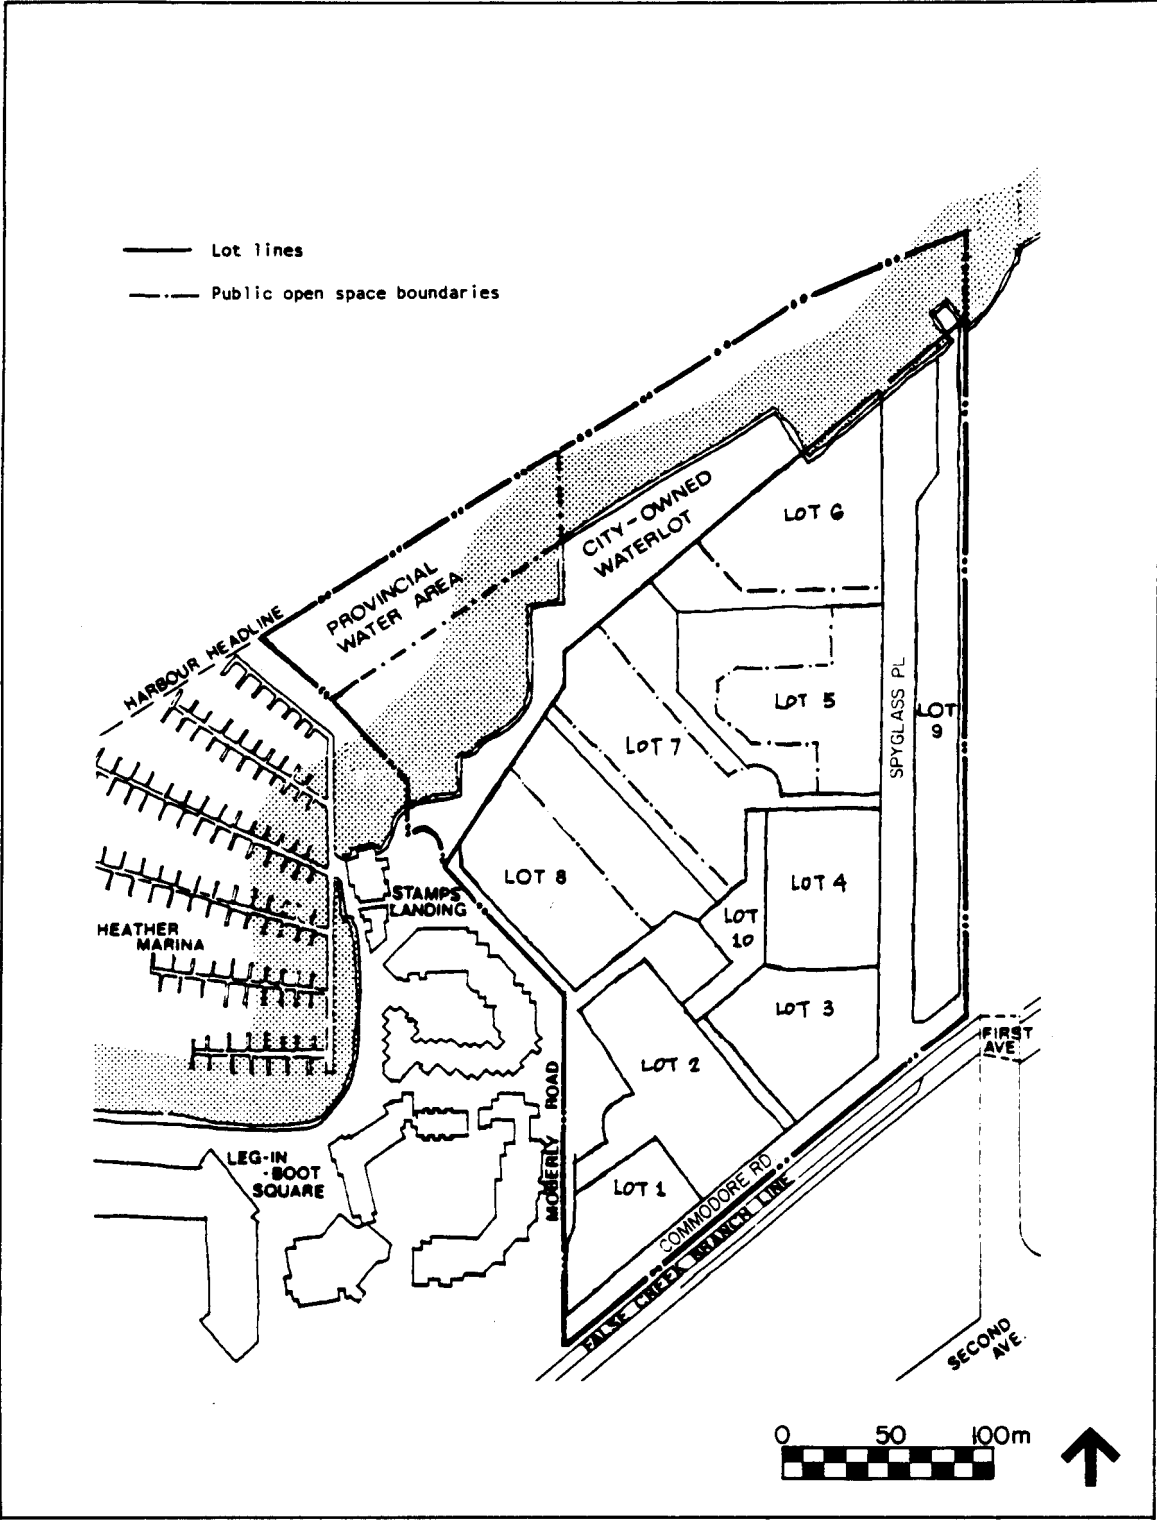 Lot lines
Public open space boundaries
CITY-OWNED
WATERLOT
LOT 6
PROVINCIAL
WATER AREA
HARBOUR HEADLINE
SPYGLASS PL
LOT 5
LOT
9
LOT 7
LOT 8
LOT 4
STAMPS
LANDING
LOT
10
HEATHER
MARINA
LOT 3
FIRST
AVE
LOT 2
MOBERLY ROAD
LEG-IN
-BOOT
SQUARE
LOT 1
COMMODORE RD
FALSE CREEK BRANCH LINE
SECOND
AVE.
0 50 100m